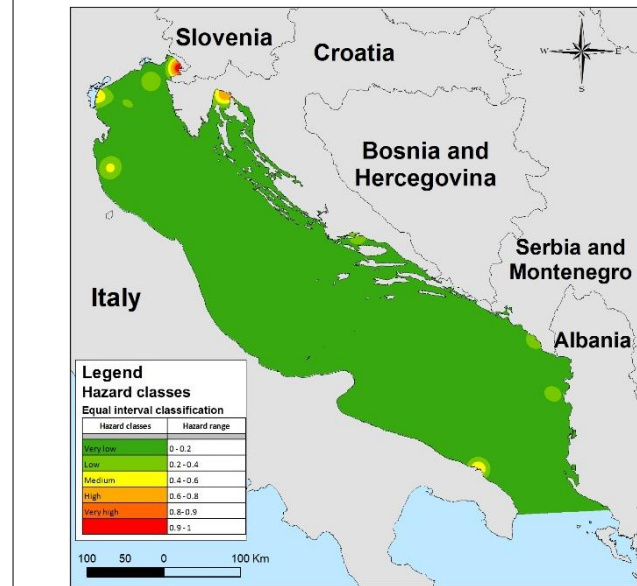 Slovenia
Croatia
N
W
E
S
Bosnia and
Hercegovina
Serbia and
Montenegro
Italy
Albania
Legend
Hazard classes
Equal interval classification
Hazard classes Hazard range
Very low 0 - 0.2
Low 0.2 - 0.4
Medium 0.4 - 0.6
High 0.6 - 0.8
Very high 0.8-0.9
0.9 - 1
100 50 0 100 Km